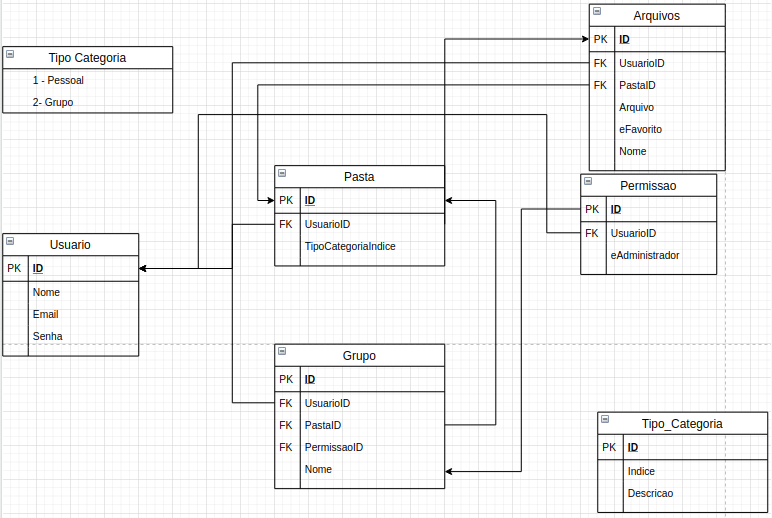 Arquivos
PK ID
FK UsuarioID
FK PastaID
Arquivo
eFavorito
Nome
Tipo Categoria
1 - Pessoal
2- Grupo
Pasta
PK ID
FK UsuarioID
TipoCategoriaIndice
Permissao
PK ID
FK UsuarioID
eAdministrador
Usuario
PK ID
Nome
Email
Senha
Grupo
PK ID
FK UsuarioID
FK PastaID
FK PermissaoID
Nome
Tipo_Categoria
PK ID
Indice
Descricao